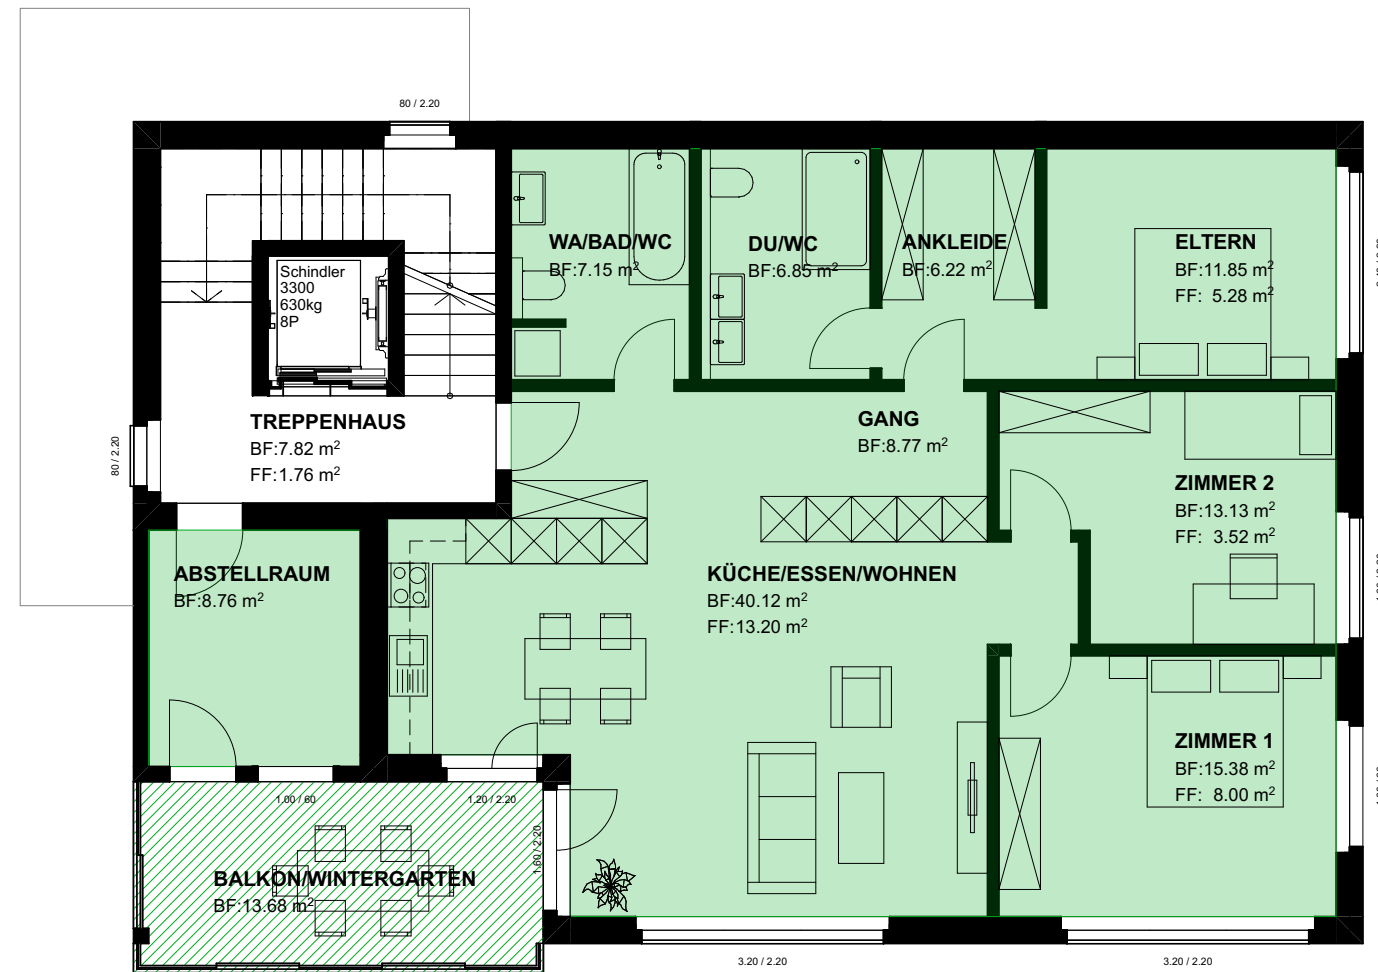 80 / 2.20
WA/BAD/WC
BF:7.15 m²
DU/WC
BF:6.85 m²
ANKLEIDE
BF:6.22 m²
ELTERN
BF:11.85 m²
FF: 5.28 m²
Schindler
3300
630kg
8P
TREPPENHAUS
BF:7.82 m²
FF:1.76 m²
80 / 2.20
GANG
BF:8.77 m²
ZIMMER 2
BF:13.13 m²
FF: 3.52 m²
ABSTELLRAUM
BF:8.76 m²
KÜCHE/ESSEN/WOHNEN
BF:40.12 m²
FF:13.20 m²
ZIMMER 1
BF:15.38 m²
FF: 8.00 m²
1.00 / 60
1.20 / 2.20
1.60 / 2.20
BALKON/WINTERGARTEN
BF:13.68 m²
3.20 / 2.20
3.20 / 2.20